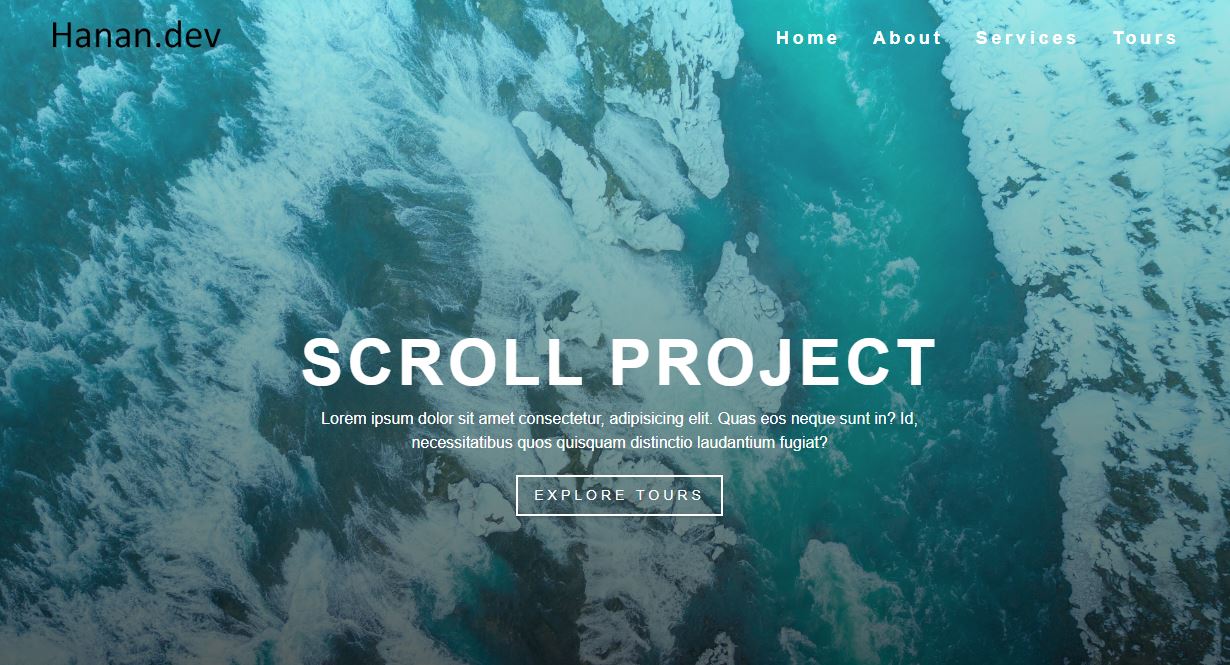 Hanan.dev
Home About Services Tours
SCROLL PROJECT
Lorem ipsum dolor sit amet consectetur, adipisicing elit. Quas eos neque sunt in? Id,
necessitatibus quos quisquam distinctio laudantium fugiat?
EXPLORE TOURS